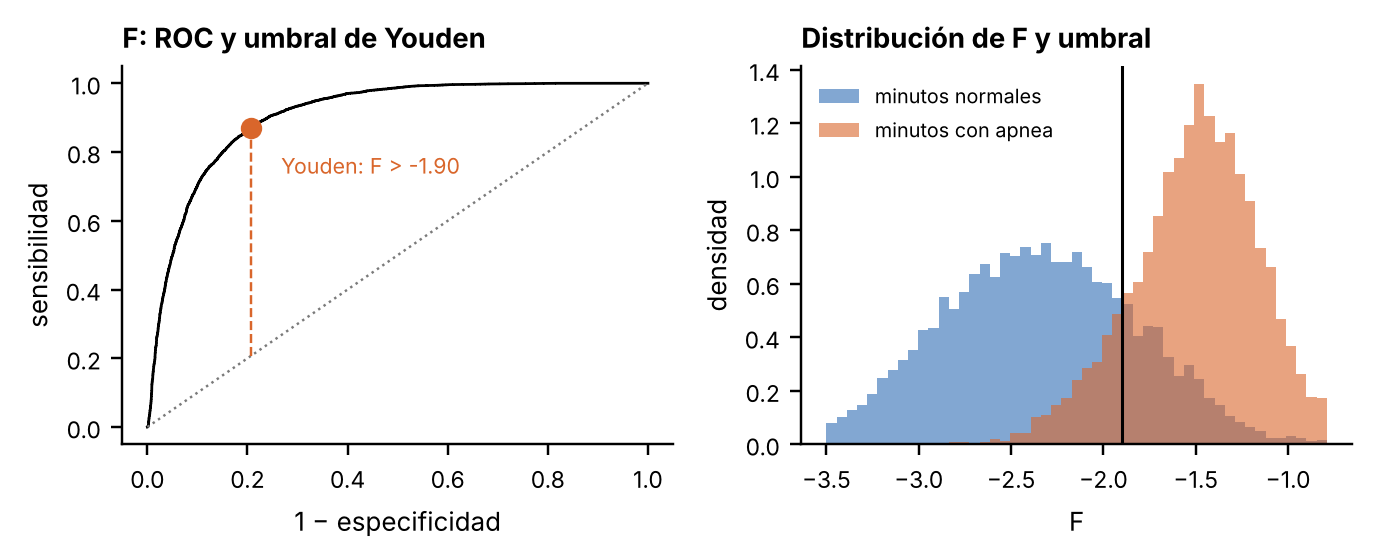 F: ROC y umbral de Youden
1.0
0.8
0.6
0.4
0.2
0.0
sensibilidad
Youden: F > -1.90
0.0 0.2 0.4 0.6 0.8 1.0
1 − especificidad
Distribución de F y umbral
1.4
1.2
1.0
0.8
0.6
0.4
0.2
0.0
densidad
minutos normales
minutos con apnea
−3.5 −3.0 −2.5 −2.0 −1.5 −1.0
F